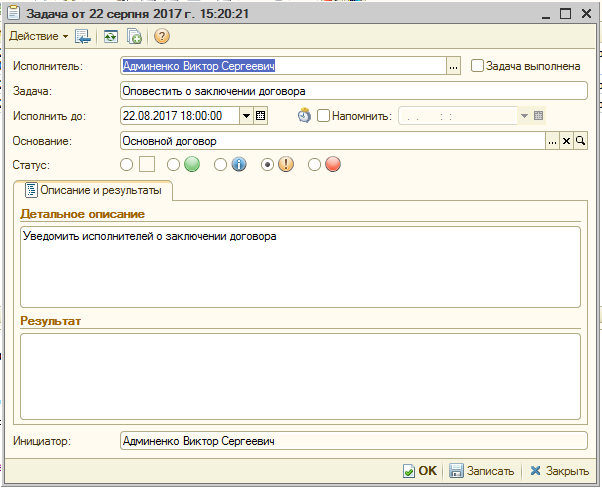 Задача от 22 серпня 2017 г. 15:20:21
Действие
Исполнитель: Админенко Виктор Сергеевич ... Задача выполнена
Задача: Оповестить о заключении договора
Исполнить до: 22.08.2017 18:00:00 Напомнить: . . : :
Основание: Основной договор ...
Статус:
Описание и результаты
Детальное описание
Уведомить исполнителей о заключении договора
Результат
Инициатор: Админенко Виктор Сергеевич
OK Записать Закрыть